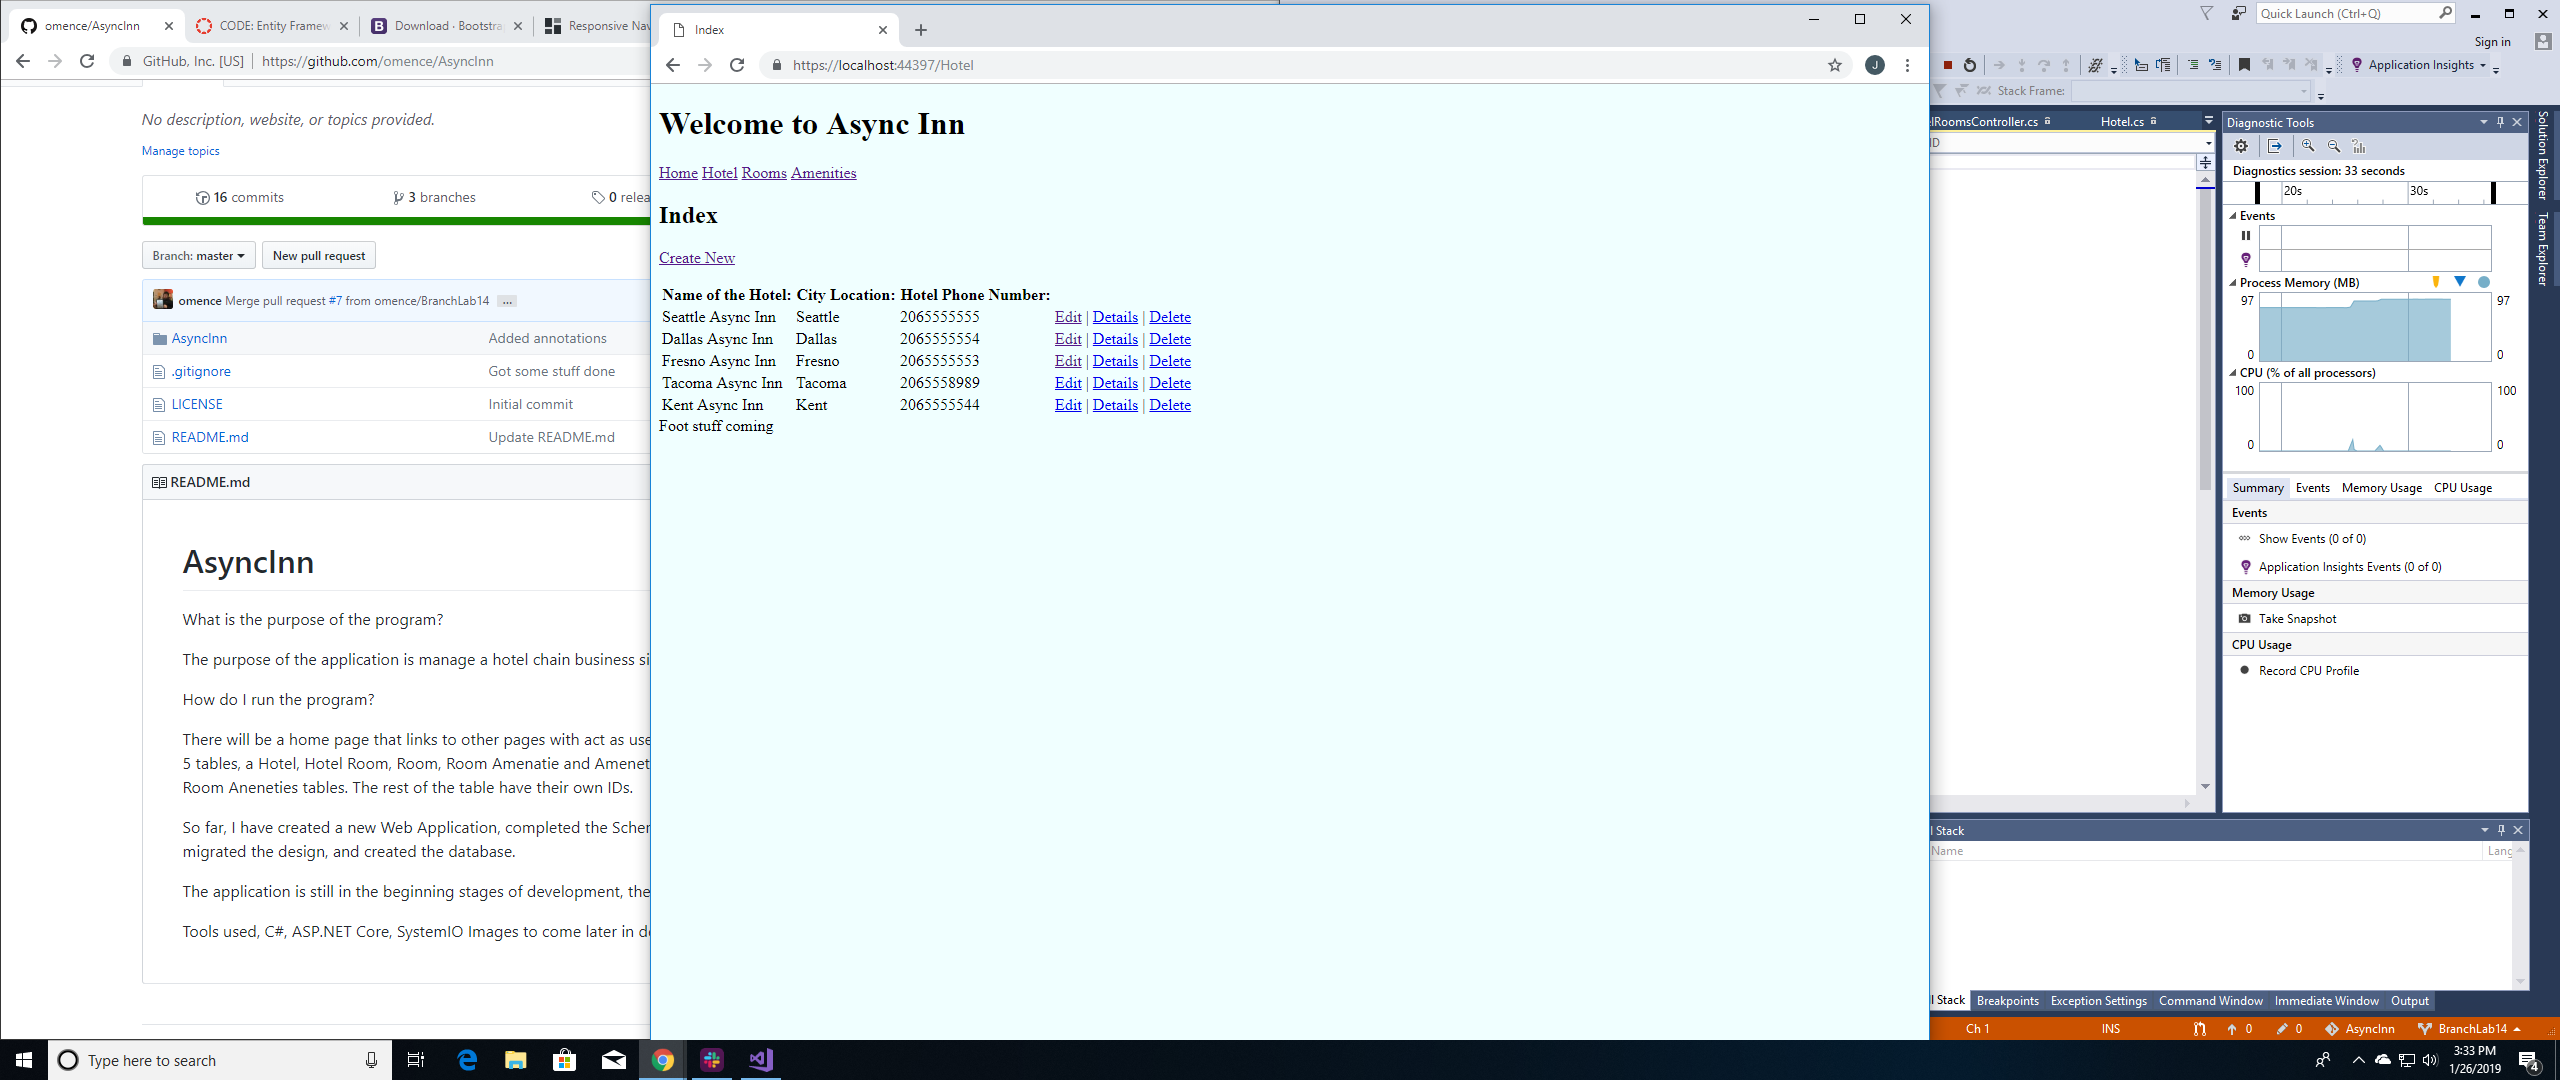 omence/AsyncInn
CODE: Entity Framew
Download · Bootstra
Responsive Nav
GitHub, Inc. [US]
https://github.com/omence/AsyncInn
No description, website, or topics provided.
Manage topics
16 commits
3 branches
0 relea
Branch: master
New pull request
omence Merge pull request #7 from omence/BranchLab14 ...
AsyncInn Added annotations
.gitignore Got some stuff done
LICENSE Initial commit
README.md Update README.md
README.md
AsyncInn
What is the purpose of the program?
The purpose of the application is manage a hotel chain business si
How do I run the program?
There will be a home page that links to other pages with act as use
5 tables, a Hotel, Hotel Room, Room, Room Amenatie and Amenet
Room Aneneties tables. The rest of the table have their own IDs.
So far, I have created a new Web Application, completed the Scher
migrated the design, and created the database.
The application is still in the beginning stages of development, the
Tools used, C#, ASP.NET Core, SystemIO Images to come later in de
Index
https://localhost:44397/Hotel
J
Welcome to Async Inn
Home Hotel Rooms Amenities
Index
Create New
Name of the Hotel: City Location: Hotel Phone Number:
Seattle Async Inn Seattle 2065555555 Edit | Details | Delete
Dallas Async Inn Dallas 2065555554 Edit | Details | Delete
Fresno Async Inn Fresno 2065555553 Edit | Details | Delete
Tacoma Async Inn Tacoma 2065558989 Edit | Details | Delete
Kent Async Inn Kent 2065555544 Edit | Details | Delete
Foot stuff coming
Quick Launch (Ctrl+Q)
Sign in
Application Insights
Stack Frame:
lRoomsController.cs
Hotel.cs
ID
Diagnostic Tools
Diagnostics session: 33 seconds
20s 30s
Events
Process Memory (MB)
97 97
0 0
CPU (% of all processors)
100 100
0 0
Summary Events Memory Usage CPU Usage
Events
Show Events (0 of 0)
Application Insights Events (0 of 0)
Memory Usage
Take Snapshot
CPU Usage
Record CPU Profile
Solution Explorer
Team Explorer
l Stack
Name Lang
l Stack Breakpoints Exception Settings Command Window Immediate Window Output
Ch 1 INS 0 0 AsyncInn BranchLab14
Type here to search
3:33 PM
1/26/2019
4